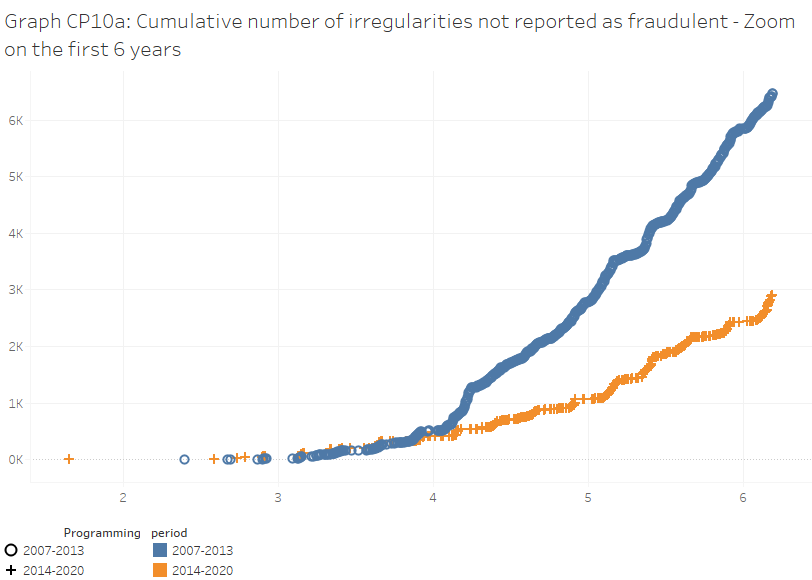 Graph CP10a: Cumulative number of irregularities not reported as fraudulent - Zoom
on the first 6 years
6K
5K
4K
3K
2K
1K
0K
2 3 4 5 6
Programming period
2007-2013 2007-2013
2014-2020 2014-2020